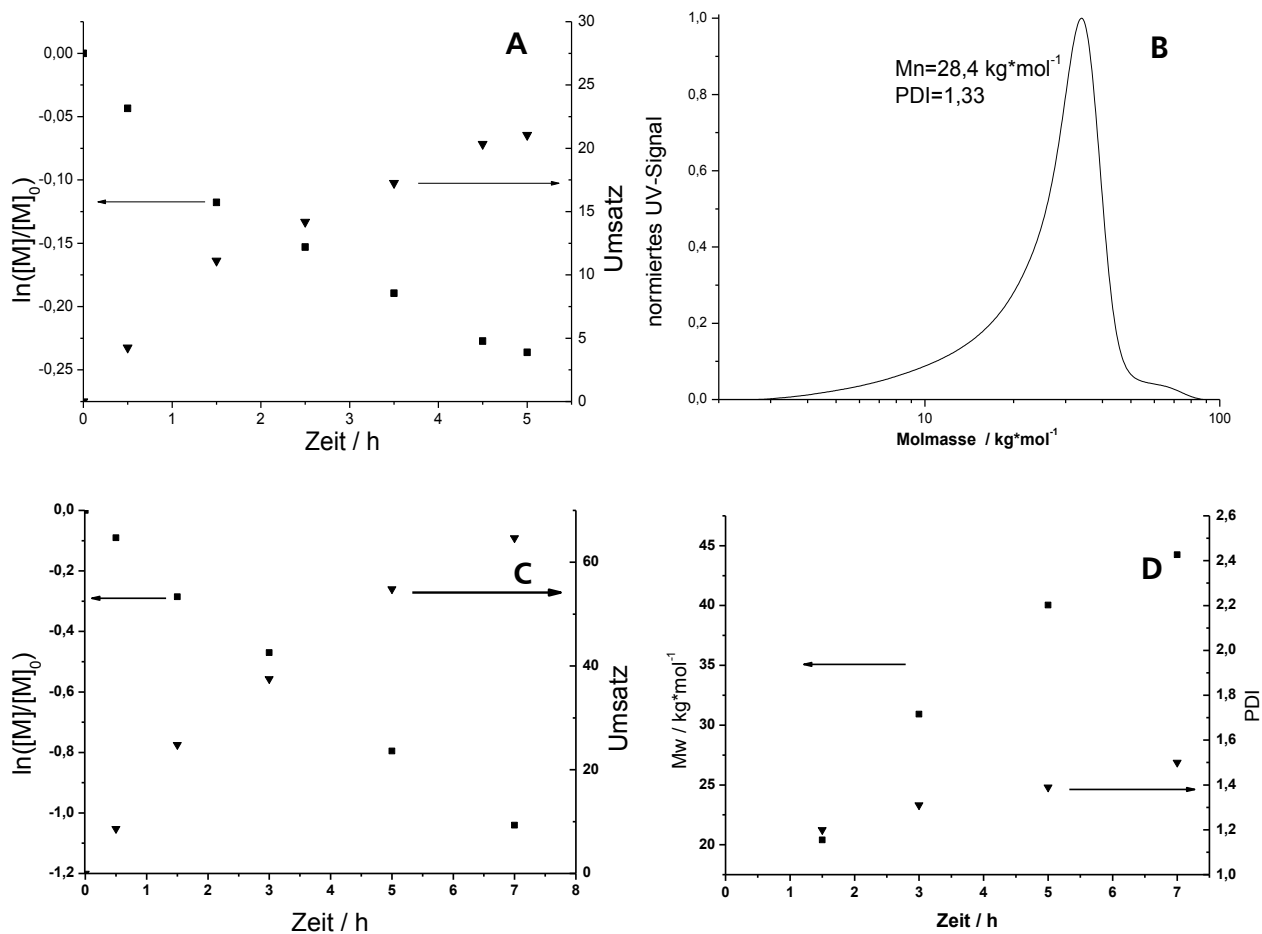 A
ln([M]/[M]0)
0,00
-0,05
-0,10
-0,15
-0,20
-0,25
30
25
20
15
10
5
0
Umsatz
0 1 2 3 4 5
Zeit / h
B
Mn=28,4 kg*mol-1
PDI=1,33
normiertes UV-Signal
1,0
0,8
0,6
0,4
0,2
0,0
10 100
Molmasse / kg*mol-1
C
ln([M]/[M]0)
0,0
-0,2
-0,4
-0,6
-0,8
-1,0
-1,2
60
40
20
0
Umsatz
0 1 2 3 4 5 6 7 8
Zeit / h
D
Mw / kg*mol-1
45
40
35
30
25
20
2,6
2,4
2,2
2,0
1,8
1,6
1,4
1,2
1,0
PDI
0 1 2 3 4 5 6 7
Zeit / h